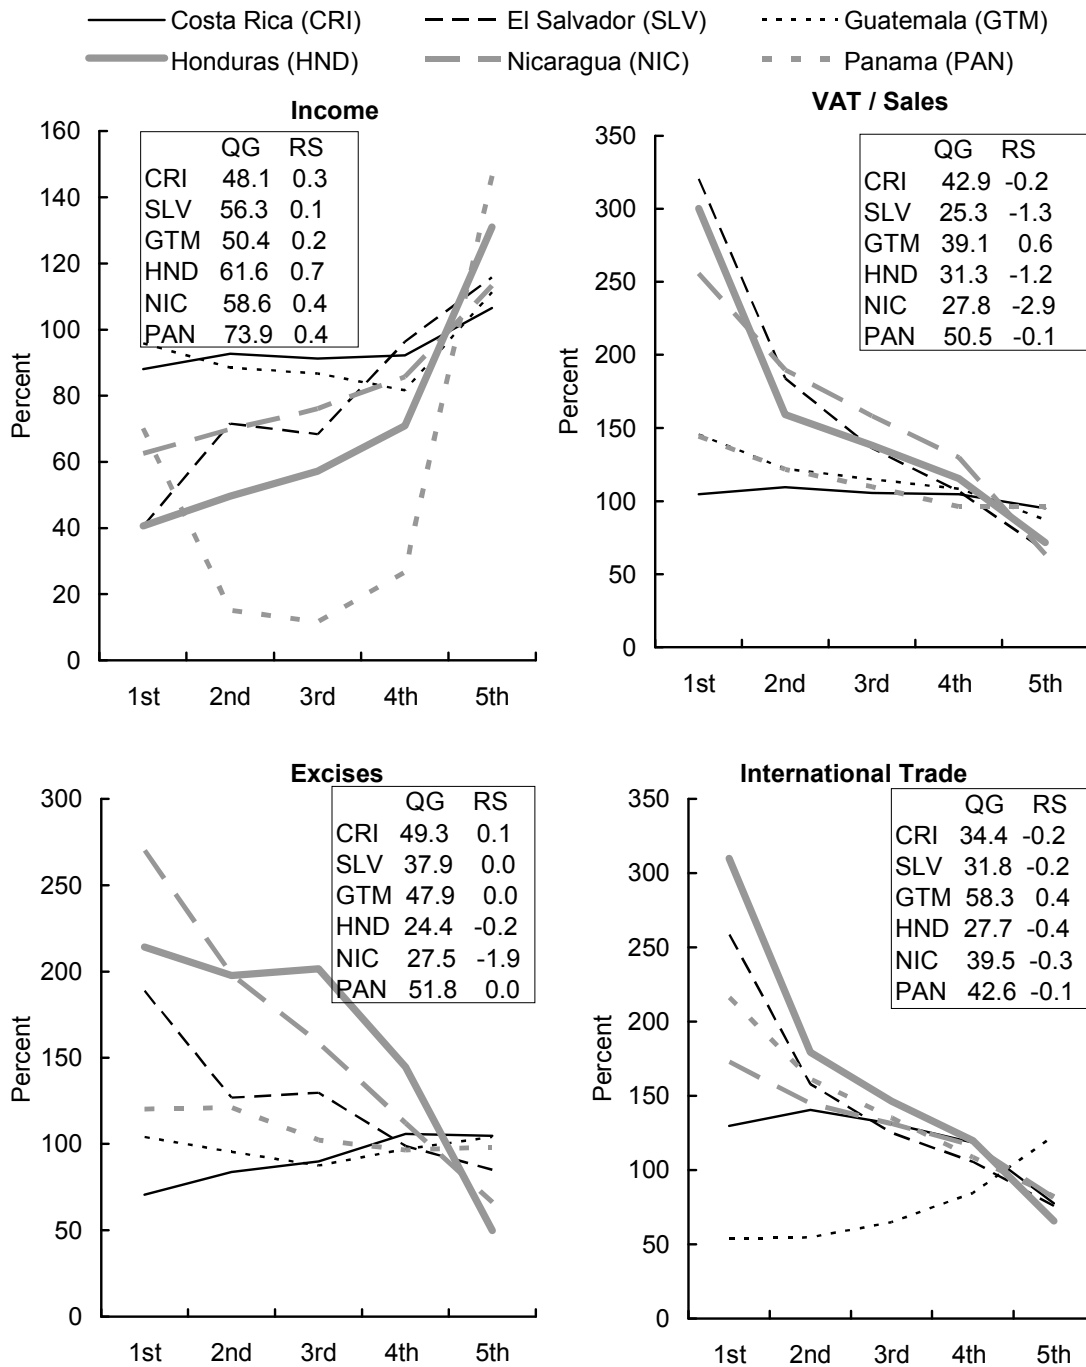 Costa Rica (CRI) El Salvador (SLV) Guatemala (GTM)
Honduras (HND) Nicaragua (NIC) Panama (PAN)
Income
Percent
160
140
120
100
80
60
40
20
0
QG RS
CRI 48.1 0.3
SLV 56.3 0.1
GTM 50.4 0.2
HND 61.6 0.7
NIC 58.6 0.4
PAN 73.9 0.4
1st 2nd 3rd 4th 5th
VAT / Sales
Percent
350
300
250
200
150
100
50
0
QG RS
CRI 42.9 -0.2
SLV 25.3 -1.3
GTM 39.1 0.6
HND 31.3 -1.2
NIC 27.8 -2.9
PAN 50.5 -0.1
1st 2nd 3rd 4th 5th
Excises
Percent
300
250
200
150
100
50
0
QG RS
CRI 49.3 0.1
SLV 37.9 0.0
GTM 47.9 0.0
HND 24.4 -0.2
NIC 27.5 -1.9
PAN 51.8 0.0
1st 2nd 3rd 4th 5th
International Trade
Percent
350
300
250
200
150
100
50
0
QG RS
CRI 34.4 -0.2
SLV 31.8 -0.2
GTM 58.3 0.4
HND 27.7 -0.4
NIC 39.5 -0.3
PAN 42.6 -0.1
1st 2nd 3rd 4th 5th